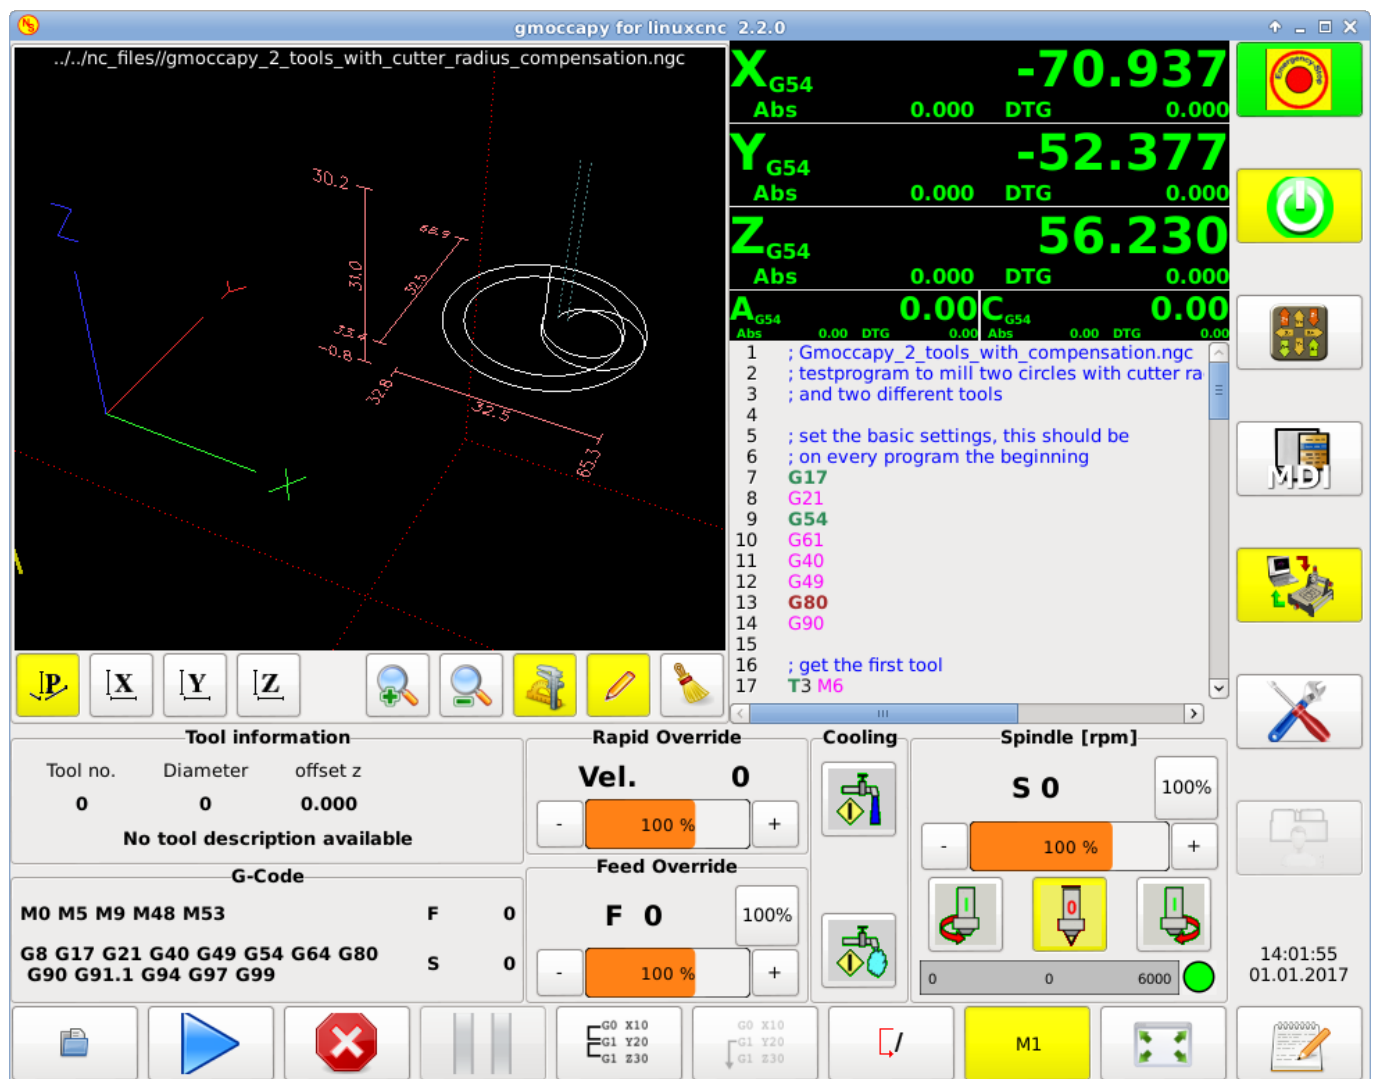 gmoccapy for linuxcnc 2.2.0
../../nc_files//gmoccapy_2_tools_with_cutter_radius_compensation.ngc
30.2
Z
31.0
Y
32.5
33.4
-0.8
32.8
32.5
65.3
X
X G54 -70.937
Abs 0.000 DTG 0.000
Y G54 -52.377
Abs 0.000 DTG 0.000
Z G54 56.230
Abs 0.000 DTG 0.000
A G54 0.00 C G54 0.00
Abs 0.00 DTG 0.00 Abs 0.00 DTG 0.00
1 ; Gmoccapy_2_tools_with_compensation.ngc
2 ; testprogram to mill two circles with cutter ra
3 ; and two different tools
4
5 ; set the basic settings, this should be
6 ; on every program the beginning
7 G17
8 G21
9 G54
10 G61
11 G40
12 G49
13 G80
14 G90
15
16 ; get the first tool
17 T3 M6
Emergency-Stop
MDI
P X Y Z
Tool information
Tool no. Diameter offset z
0 0 0.000
No tool description available
G-Code
M0 M5 M9 M48 M53 F 0
G8 G17 G21 G40 G49 G54 G64 G80
G90 G91.1 G94 G97 G99
S 0
Rapid Override
Vel. 0
- 100 % +
Feed Override
F 0 100%
- 100 % +
Cooling
Spindle [rpm]
S 0 100%
- 100 % +
0 0 6000
14:01:55
01.01.2017
G0 X10
G1 Y20
G1 Z30
G0 X10
G1 Y20
G1 Z30
M1